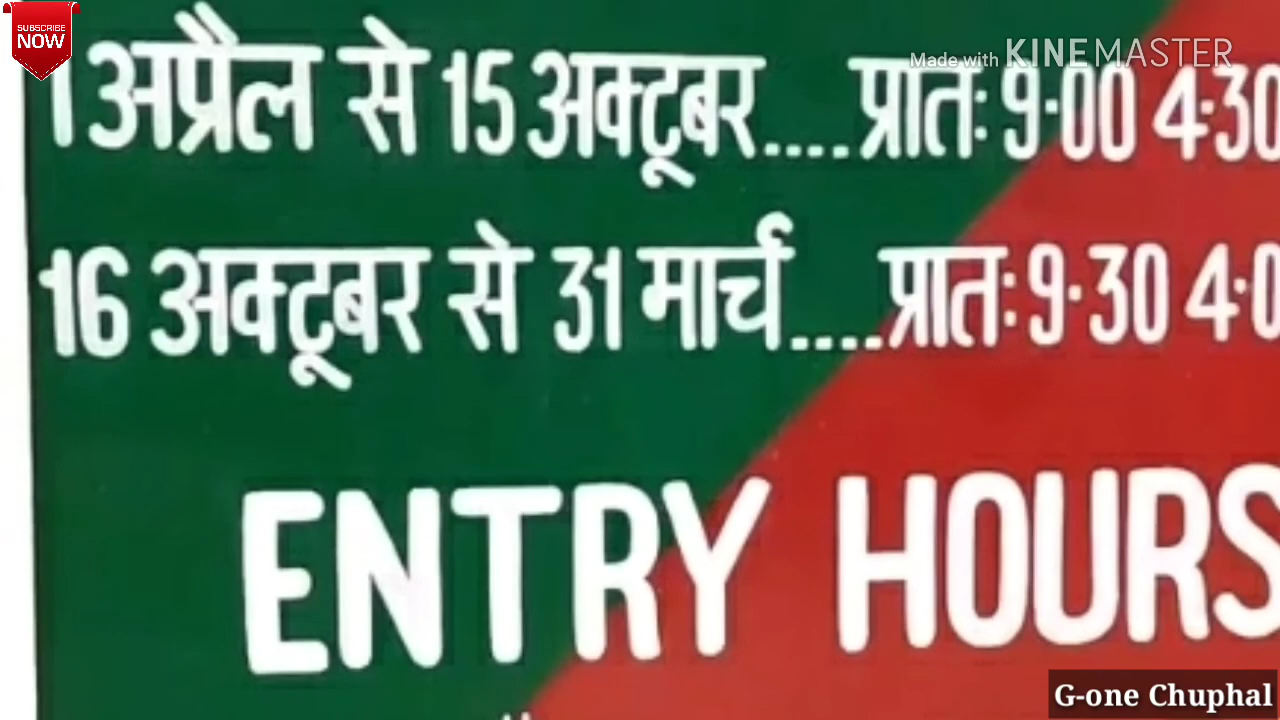 SUBSCRIBE
NOW
Made with KINEMASTER
1 अप्रैल से 15 अक्टूबर....प्रातः 9·00 4·30
16 अक्टूबर से 31 मार्च....प्रातः 9·30 4·0
ENTRY HOURS
G-one Chuphal